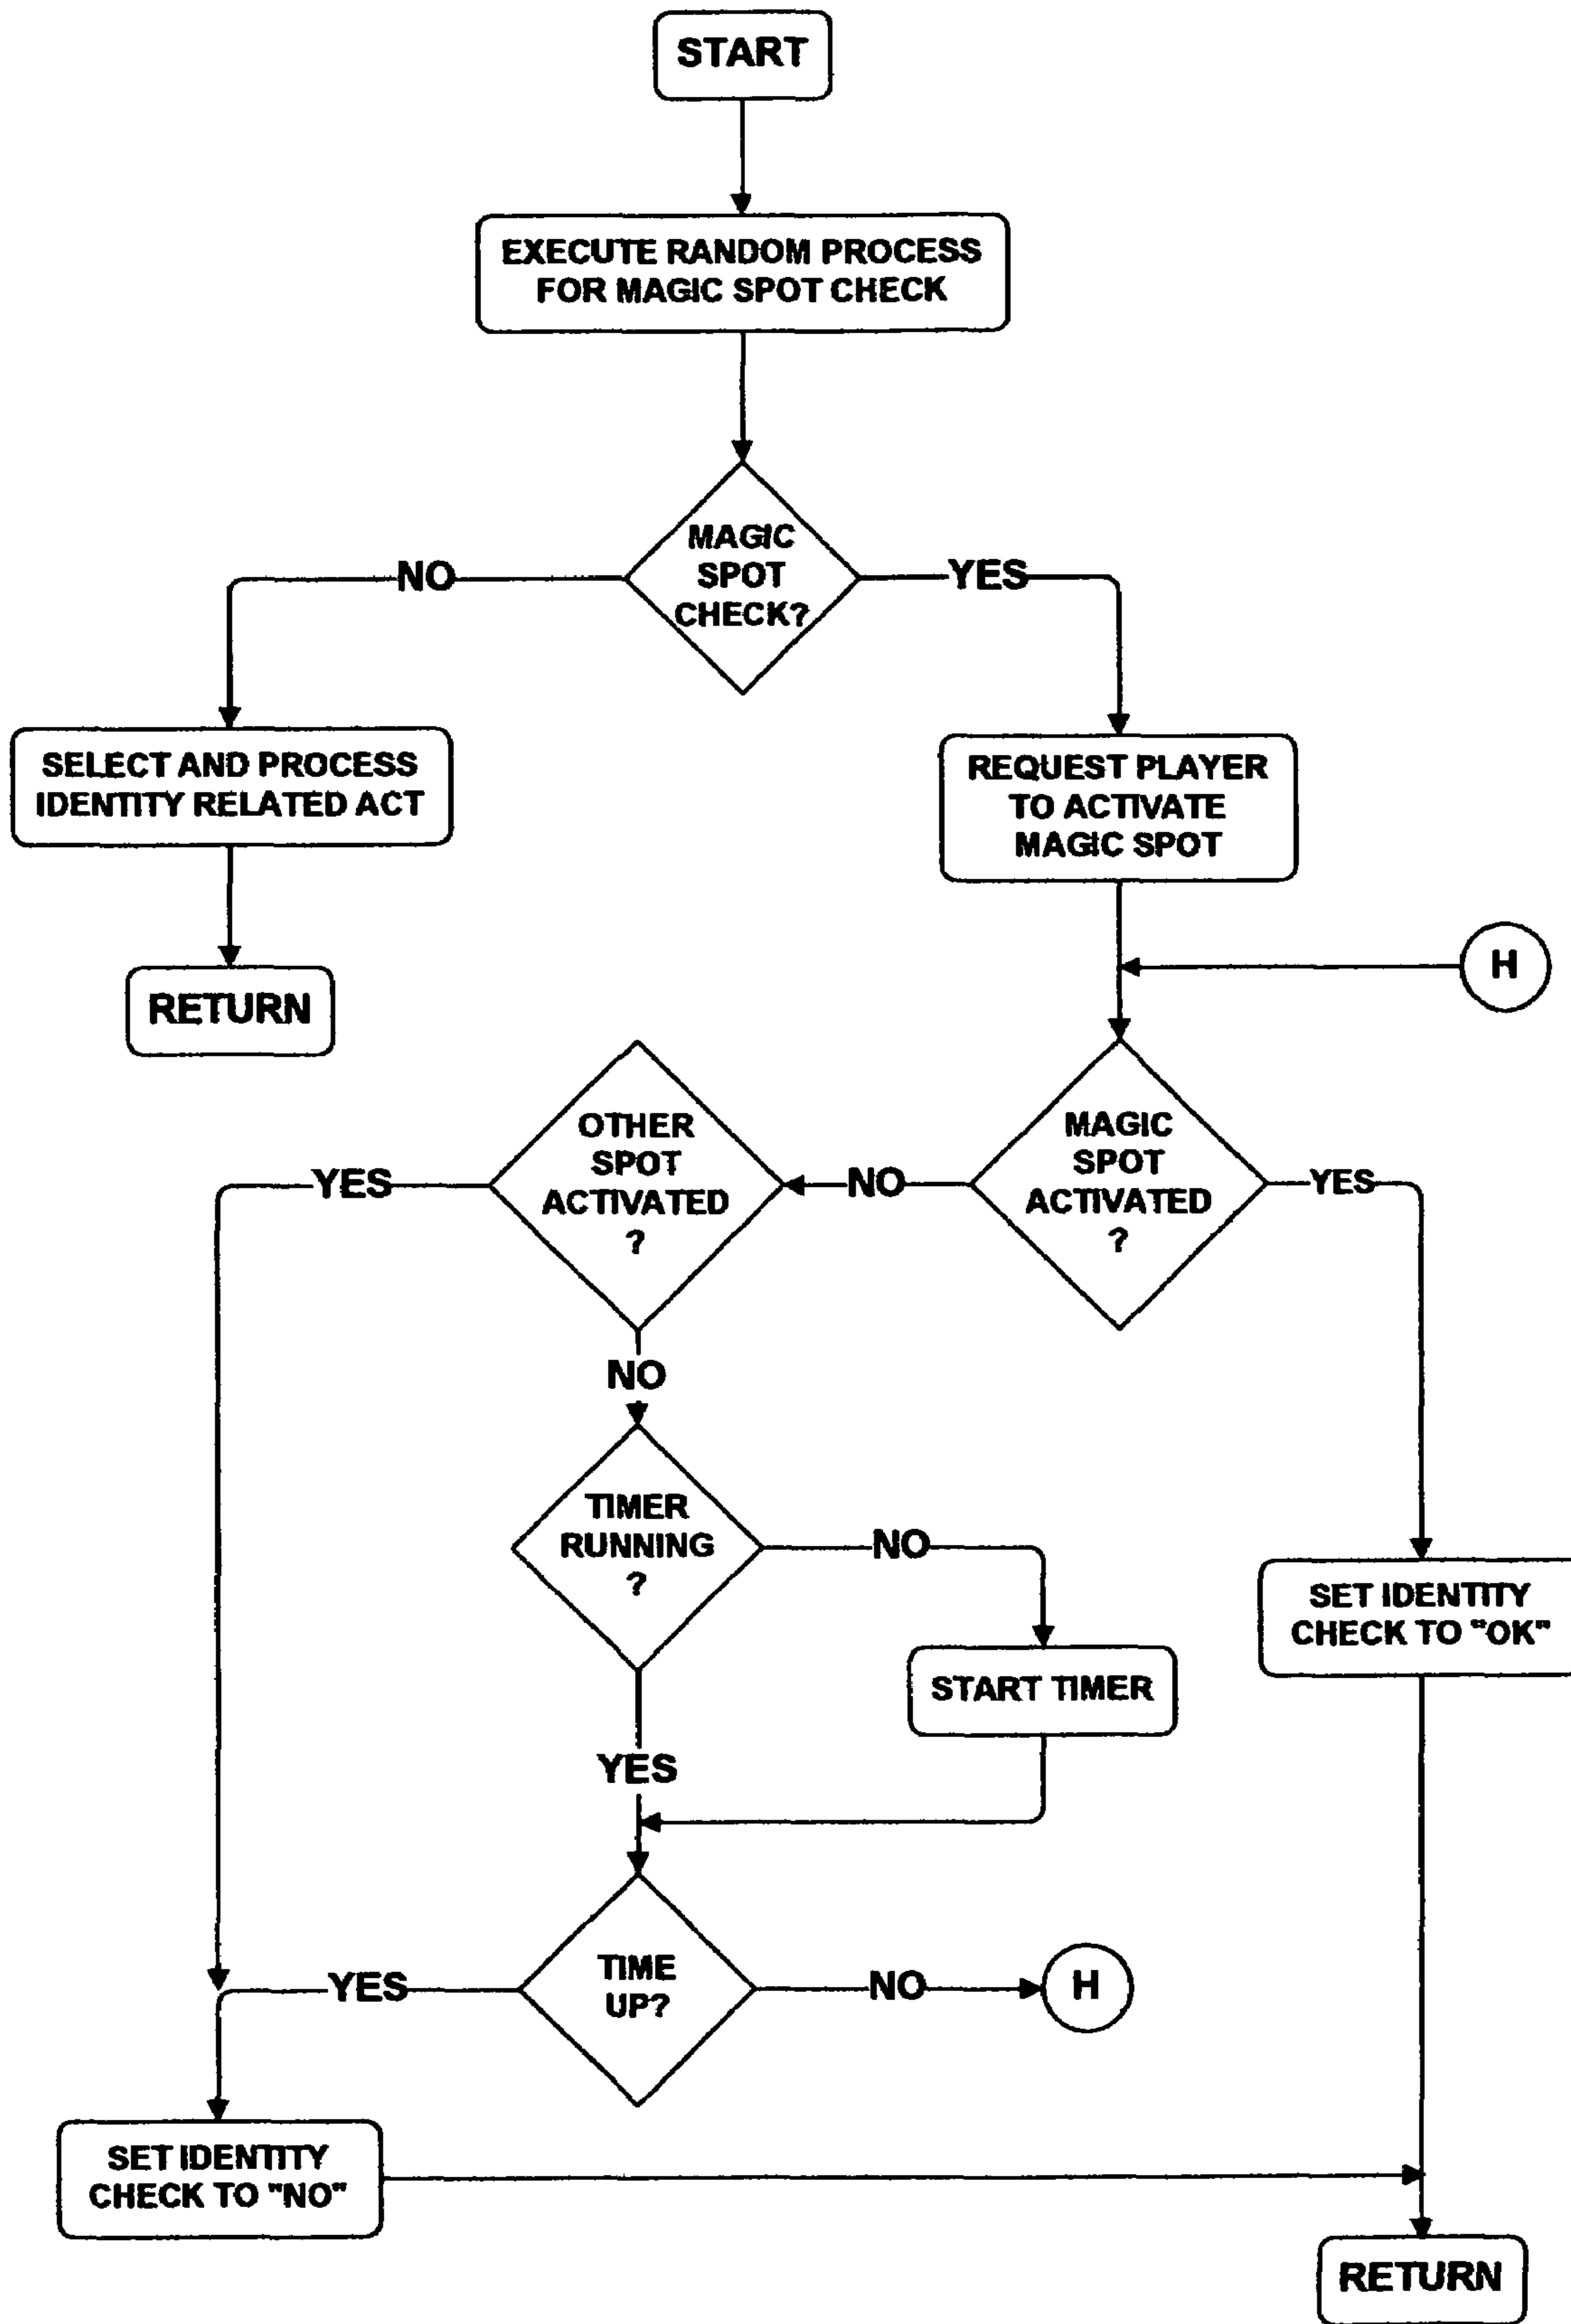 START
EXECUTE RANDOM PROCESS
FOR MAGIC SPOT CHECK
MAGIC
SPOT
CHECK?
NO
YES
SELECT AND PROCESS
IDENTITY RELATED ACT
REQUEST PLAYER
TO ACTIVATE
MAGIC SPOT
RETURN
H
MAGIC
SPOT
ACTIVATED
?
NO
YES
OTHER
SPOT
ACTIVATED
?
YES
NO
TIMER
RUNNING
?
NO
YES
START TIMER
SET IDENTITY
CHECK TO "OK"
TIME
UP?
YES
NO
H
SET IDENTITY
CHECK TO "NO"
RETURN